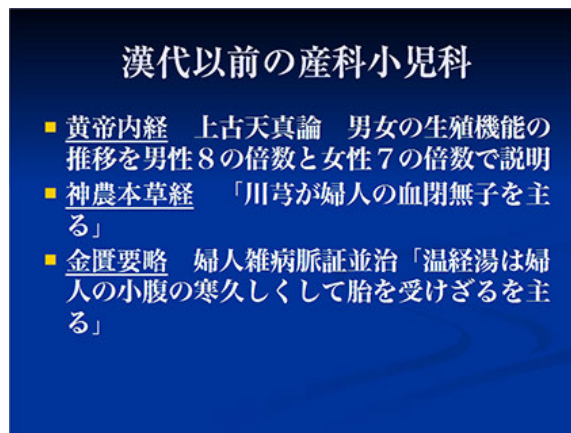 漢代以前の産科小児科
黄帝内経　上古天真論　男女の生殖機能の
推移を男性８の倍数と女性７の倍数で説明
神農本草経　「川芎が婦人の血閉無子を主
る」
金匱要略　婦人雑病脈証並治「温経湯は婦
人の小腹の寒久しくして胎を受けざるを主
る」